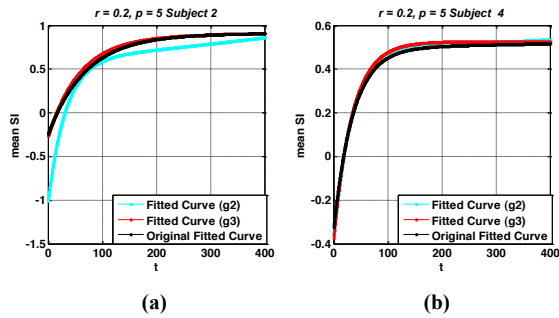 r = 0.2, p = 5 Subject 2
1
0.5
0
-0.5
-1
-1.5
mean SI
0 100 200 300 400
t
Fitted Curve (g2)
Fitted Curve (g3)
Original Fitted Curve
(a)
r = 0.2, p = 5 Subject 4
0.6
0.4
0.2
0
-0.2
-0.4
mean SI
0 100 200 300 400
t
Fitted Curve (g2)
Fitted Curve (g3)
Original Fitted Curve
(b)